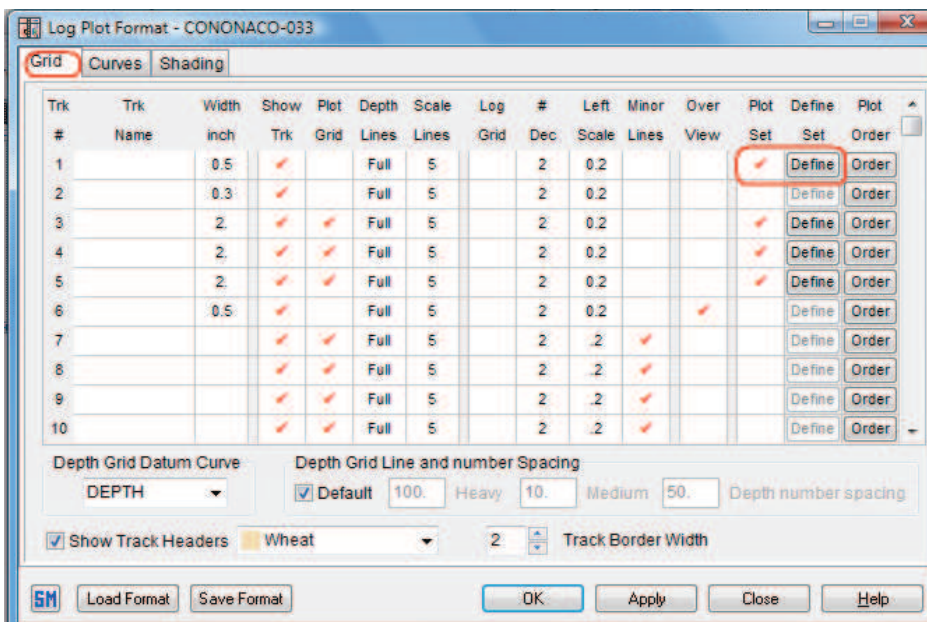 Log Plot Format - CONONACO-033
Grid Curves Shading
Trk Trk Width Show Plot Depth Scale Log # Left Minor Over Plot Define Plot
# Name inch Trk Grid Lines Lines Grid Dec Scale Lines View Set Set Order
1 0.5 Full 5 2 0.2 Define Order
2 0.3 Full 5 2 0.2 Define Order
3 2. Full 5 2 0.2 Define Order
4 2. Full 5 2 0.2 Define Order
5 2. Full 5 2 0.2 Define Order
6 0.5 Full 5 2 0.2 Define Order
7 Full 5 2 .2 Define Order
8 Full 5 2 .2 Define Order
9 Full 5 2 .2 Define Order
10 Full 5 2 .2 Define Order
Depth Grid Datum Curve Depth Grid Line and number Spacing
DEPTH Default 100. Heavy 10. Medium 50. Depth number spacing
Show Track Headers Wheat 2 Track Border Width
SM Load Format Save Format OK Apply Close Help